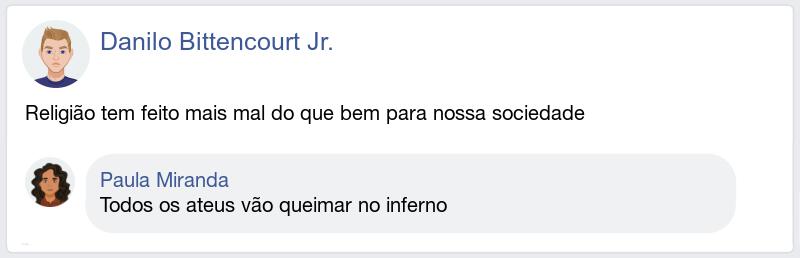 Danilo Bittencourt Jr.
Religião tem feito mais mal do que bem para nossa sociedade
Paula Miranda
Todos os ateus vão queimar no inferno